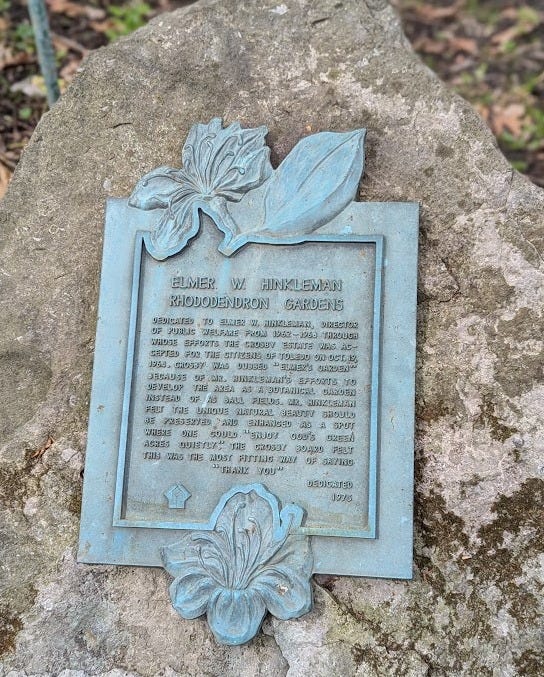 ELMER W. HINKLEMAN
RHODODENDRON GARDENS
DEDICATED TO ELMER W. HINKLEMAN, DIRECTOR
OF PUBLIC WELFARE FROM 1962-1968 THROUGH
WHOSE EFFORTS THE CROSBY ESTATE WAS AC-
CEPTED FOR THE CITIZENS OF TOLEDO ON OCT. 19,
1964. CROSBY WAS DUBBED "ELMER'S GARDEN"
BECAUSE OF MR. HINKLEMAN'S EFFORTS TO
DEVELOP THE AREA AS A BOTANICAL GARDEN
INSTEAD OF AS BALL FIELDS. MR. HINKLEMAN
FELT THE UNIQUE NATURAL BEAUTY SHOULD
BE PRESERVED AND ENHANCED AS A SPOT
WHERE ONE COULD "ENJOY GOD'S GREEN
ACRES QUIETLY." THE CROSBY BOARD FELT
THIS WAS THE MOST FITTING WAY OF SAYING
"THANK YOU"
DEDICATED
1975